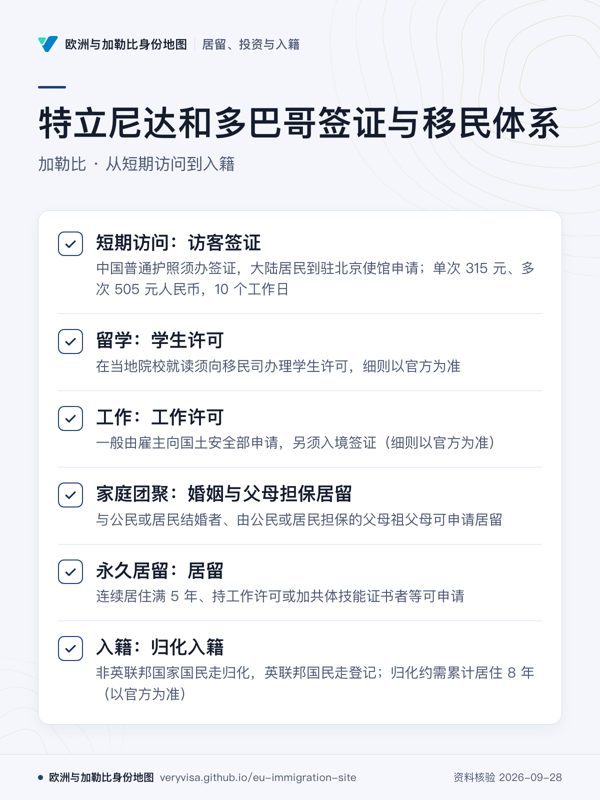 欧洲与加勒比身份地图 居留、投资与入籍
特立尼达和多巴哥签证与移民体系
加勒比 · 从短期访问到入籍
短期访问：访客签证
中国普通护照须办签证，大陆居民到驻北京使馆申请；单次 315 元、多
次 505 元人民币，10 个工作日
留学：学生许可
在当地院校就读须向移民司办理学生许可，细则以官方为准
工作：工作许可
一般由雇主向国土安全部申请，另须入境签证（细则以官方为准）
家庭团聚：婚姻与父母担保居留
与公民或居民结婚者、由公民或居民担保的父母祖父母可申请居留
永久居留：居留
连续居住满 5 年、持工作许可或加共体技能证书者等可申请
入籍：归化入籍
非英联邦国家国民走归化，英联邦国民走登记；归化约需累计居住 8 年
（以官方为准）
欧洲与加勒比身份地图 veryvisa.github.io/eu-immigration-site 资料核验 2026-09-28